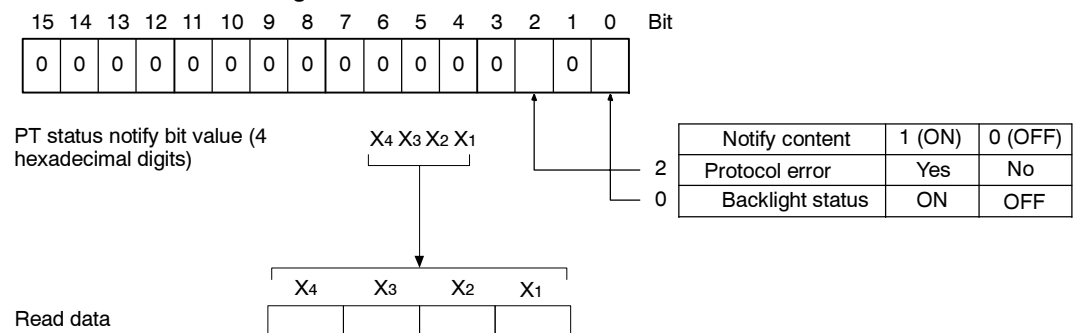 15 14 13 12 11 10 9 8 7 6 5 4 3 2 1 0 Bit
0 0 0 0 0 0 0 0 0 0 0 0 0 0
PT status notify bit value (4
hexadecimal digits)
X4 X3 X2 X1
Notify content 1 (ON) 0 (OFF)
2 Protocol error Yes No
0 Backlight status ON OFF
X4 X3 X2 X1
Read data